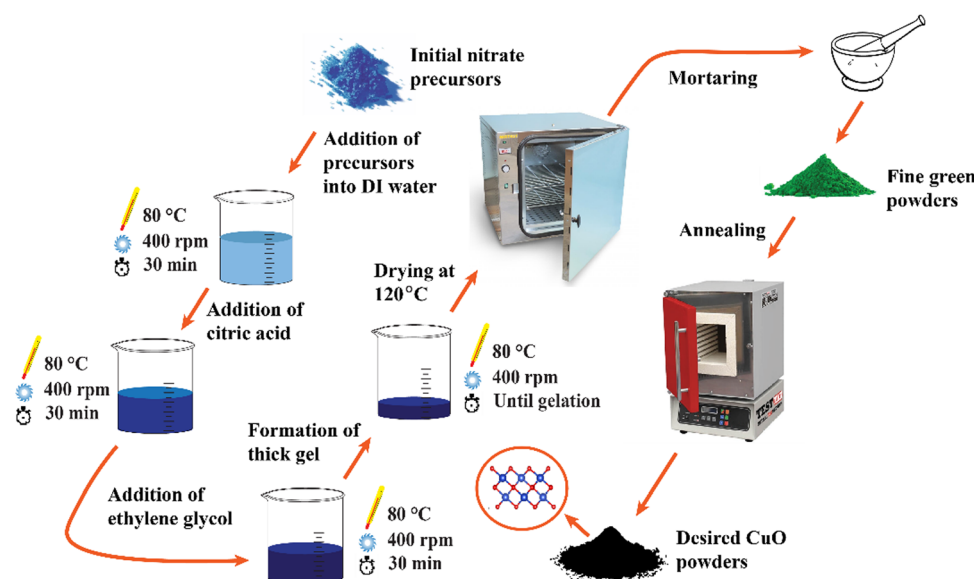 Initial nitrate
precursors
Addition of
precursors
into DI water
80 °C
400 rpm
30 min
Addition of
citric acid
80 °C
400 rpm
30 min
Addition of
ethylene glycol
80 °C
400 rpm
30 min
Formation of
thick gel
80 °C
400 rpm
Until gelation
Drying at
120°C
Mortaring
Fine green
powders
Annealing
Desired CuO
powders